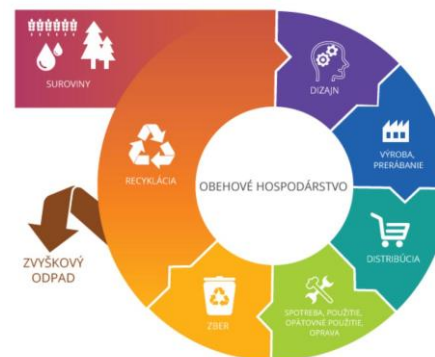 SUROVINY
DIZAJN
VÝROBA,
PRERÁBANIE
DISTRIBÚCIA
SPOTREBA, POUŽITIE,
OPÄTOVNÉ POUŽITIE,
OPRAVA
ZBER
RECYKLÁCIA
OBEHOVÉ HOSPODÁRSTVO
ZVYŠKOVÝ
ODPAD